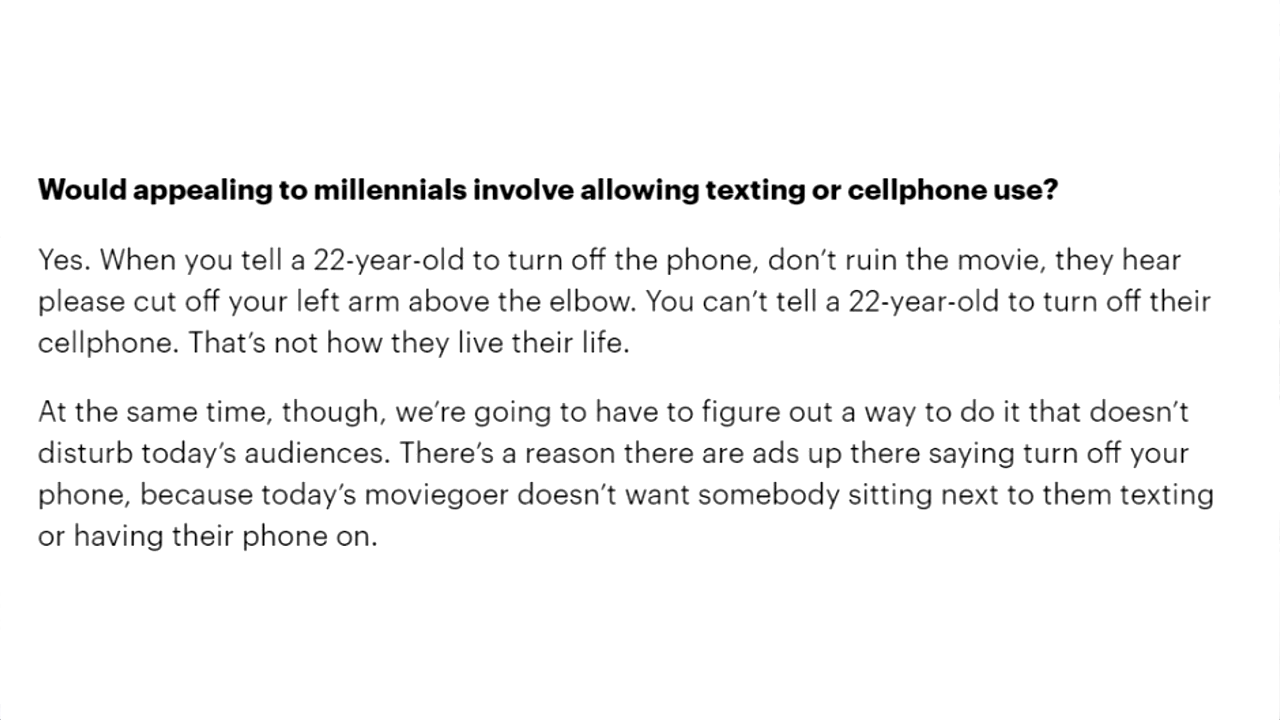 Would appealing to millennials involve allowing texting or cellphone use?
Yes. When you tell a 22-year-old to turn off the phone, don’t ruin the movie, they hear
please cut off your left arm above the elbow. You can’t tell a 22-year-old to turn off their
cellphone. That’s not how they live their life.
At the same time, though, we’re going to have to figure out a way to do it that doesn’t
disturb today’s audiences. There’s a reason there are ads up there saying turn off your
phone, because today’s moviegoer doesn’t want somebody sitting next to them texting
or having their phone on.